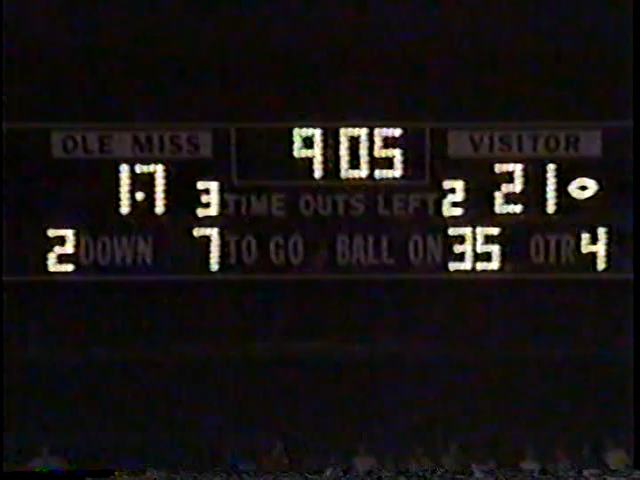 OLE MISS 9 05 VISITOR
17 3 TIME OUTS LEFT 2 21
2 DOWN 7 TO GO BALL ON 35 QTR 4